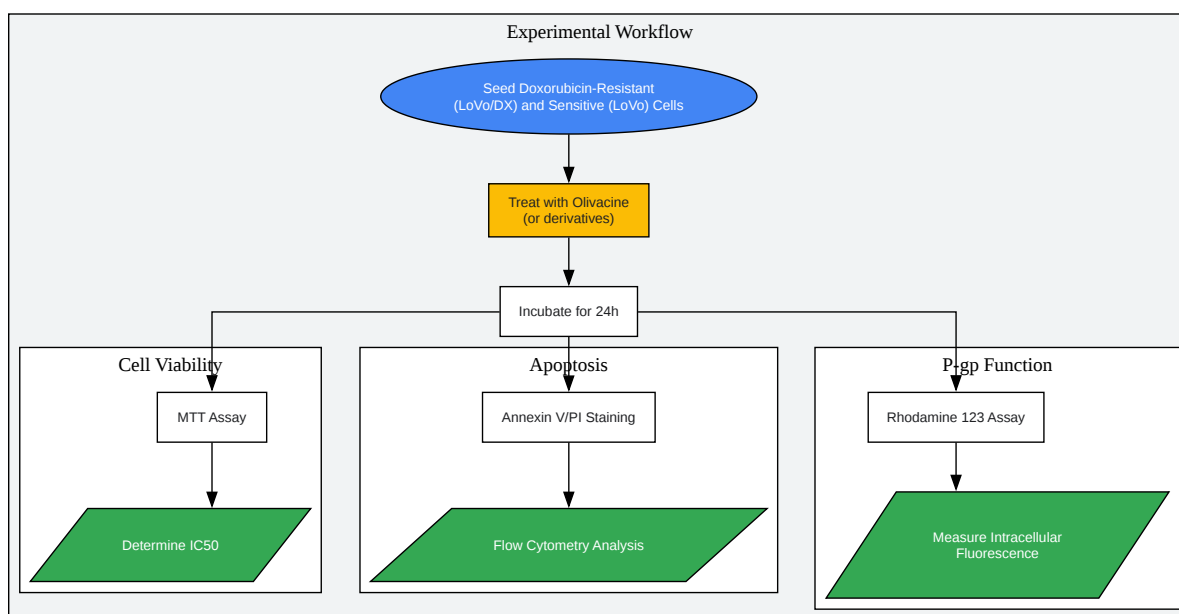 Experimental Workflow
Seed Doxorubicin-Resistant
(LoVo/DX) and Sensitive (LoVo) Cells
Treat with Olivacine
(or derivatives)
Incubate for 24h
Cell Viability
Apoptosis
P-gp Function
MTT Assay
Annexin V/PI Staining
Rhodamine 123 Assay
Determine IC50
Flow Cytometry Analysis
Measure Intracellular
Fluorescence